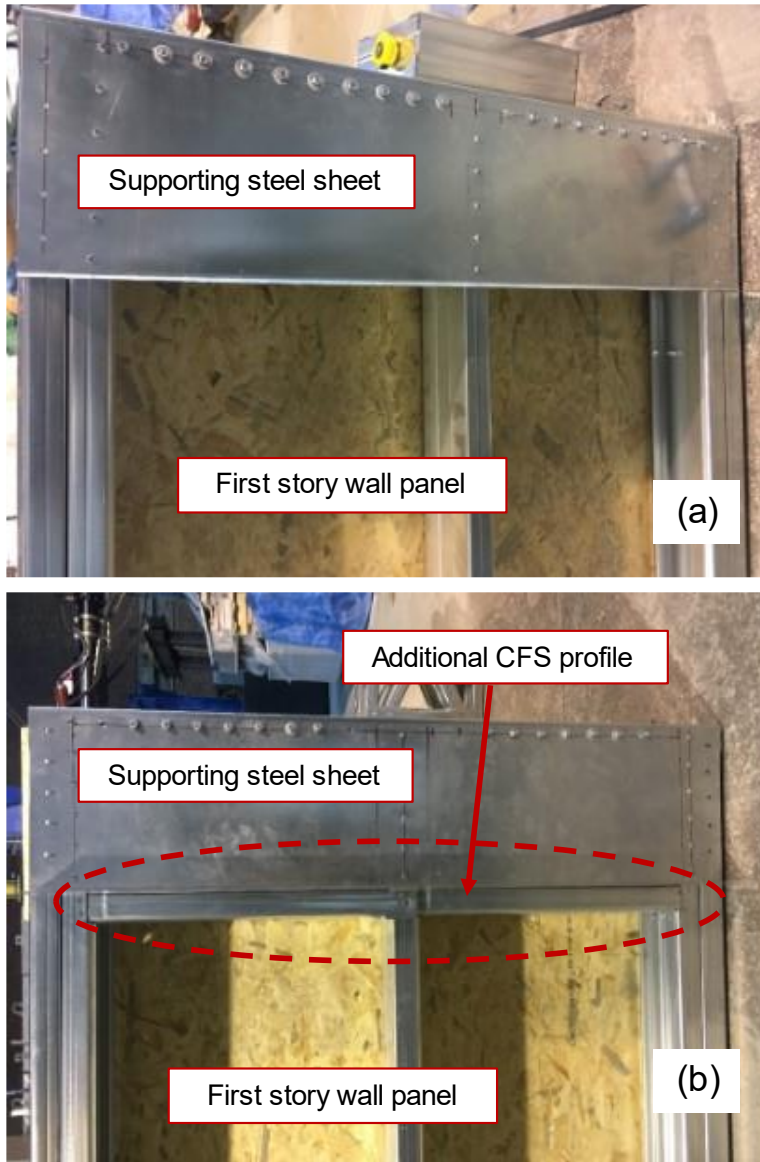 Supporting steel sheet
First story wall panel
(a)
Additional CFS profile
Supporting steel sheet
First story wall panel
(b)